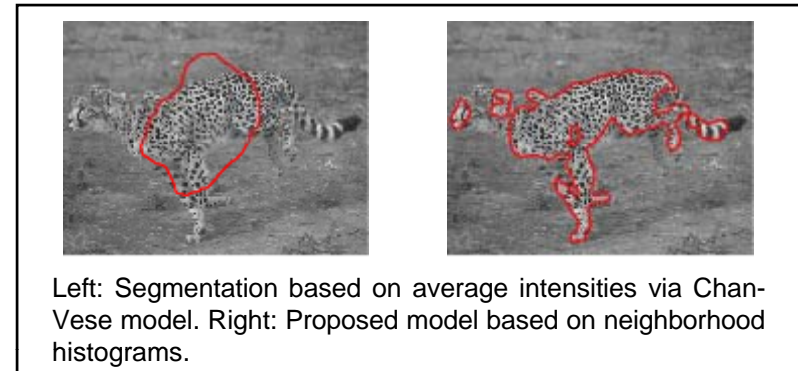 Left: Segmentation based on average intensities via Chan-
Vese model. Right: Proposed model based on neighborhood
histograms.